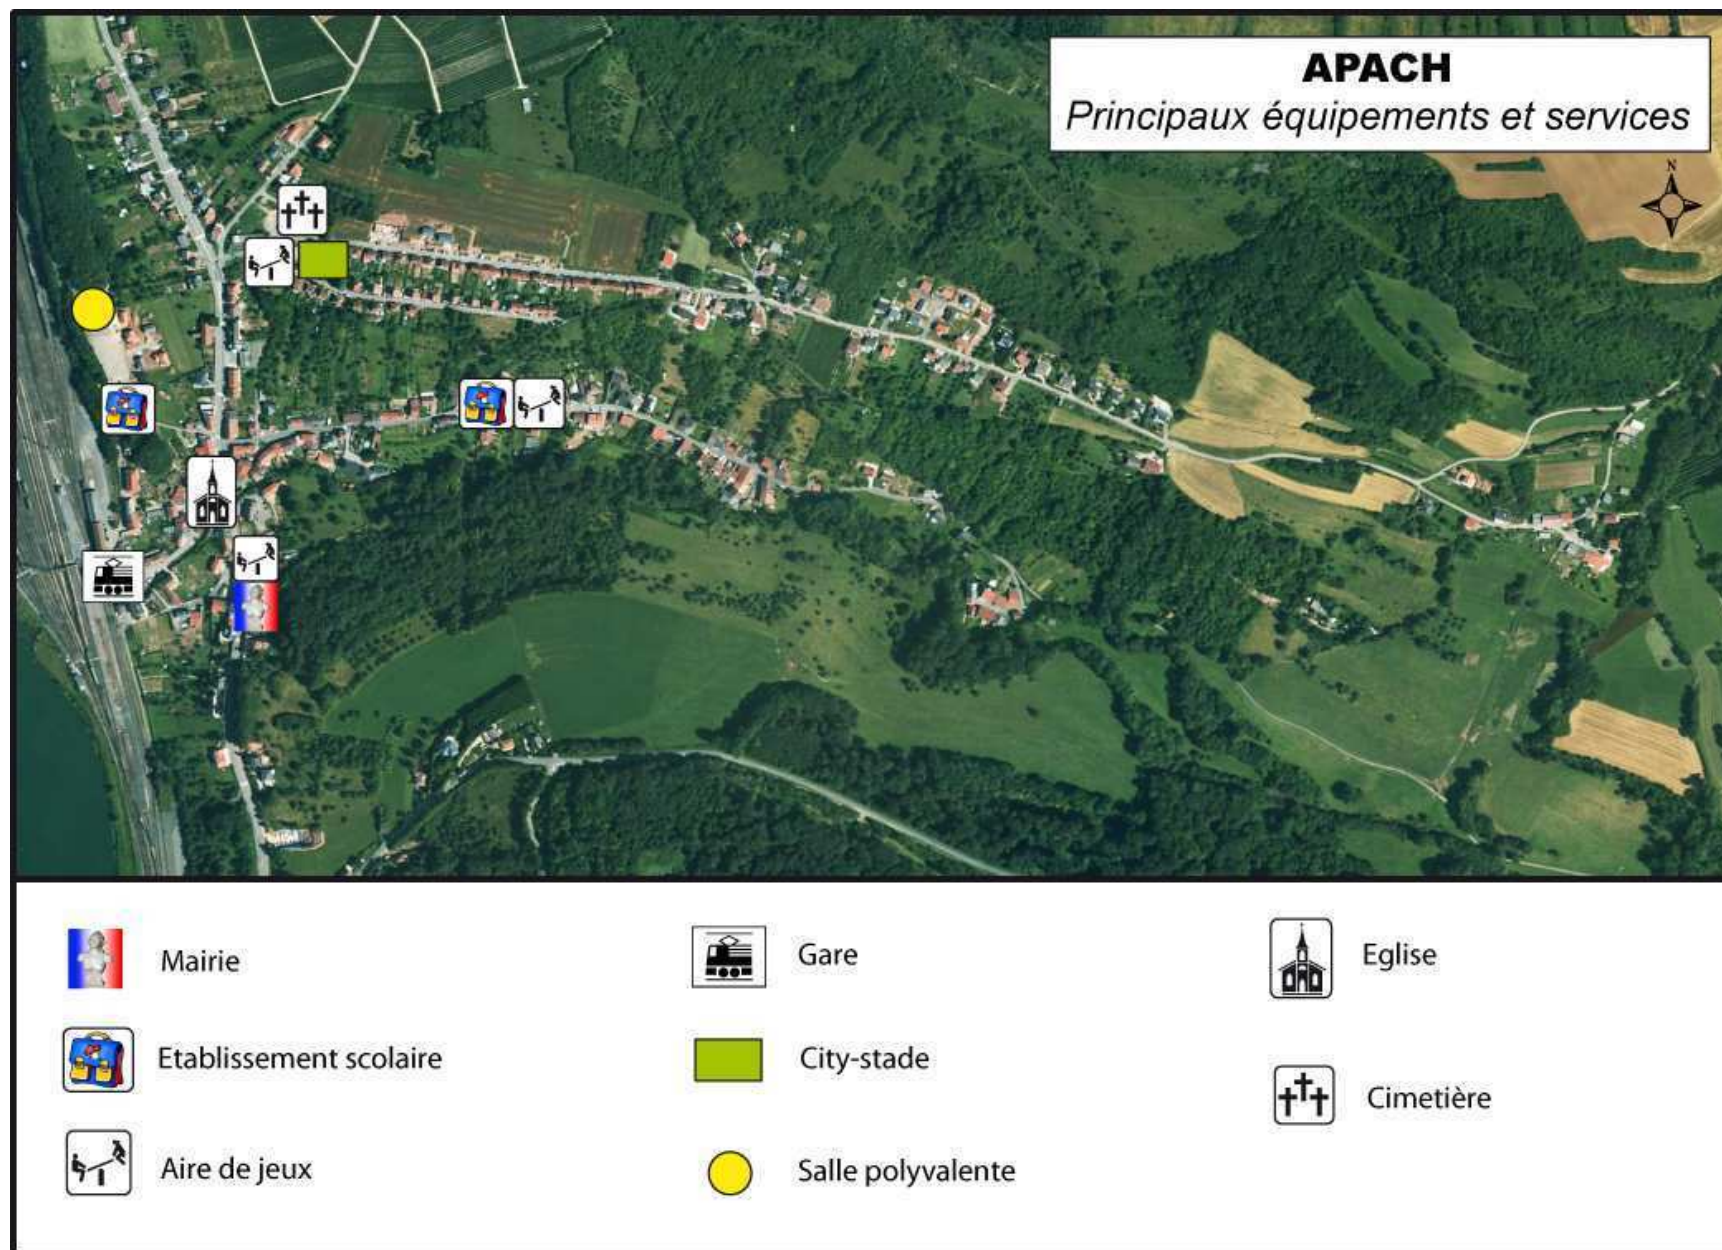 APACH
Principaux équipements et services
N
Mairie
Gare
Eglise
Etablissement scolaire
City-stade
Cimetière
Aire de jeux
Salle polyvalente